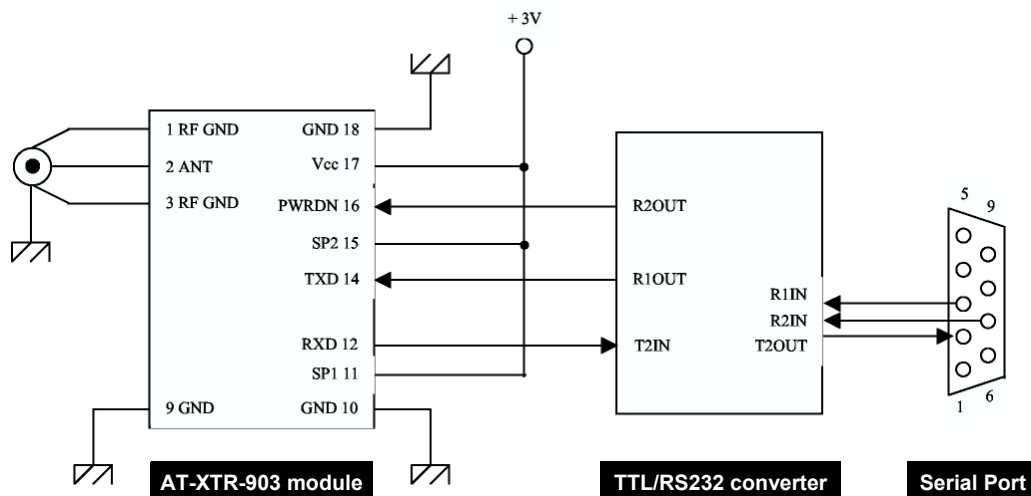 + 3V
1 RF GND
GND 18
2 ANT
Vcc 17
3 RF GND
PWRDN 16
SP2 15
TXD 14
RXD 12
SP1 11
9 GND
GND 10
R2OUT
R1OUT
R1IN
R2IN
T2IN
T2OUT
5
9
1
6
AT-XTR-903 module
TTL/RS232 converter
Serial Port